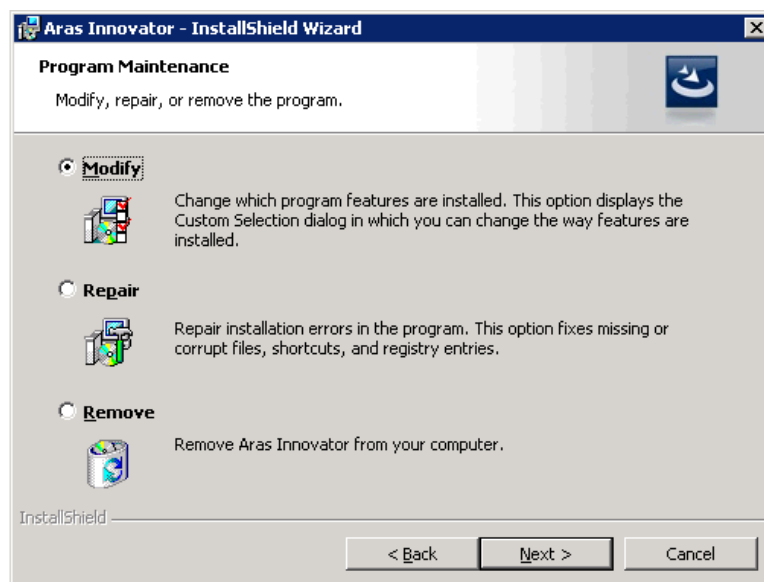 Aras Innovator - InstallShield Wizard
Program Maintenance
Modify, repair, or remove the program.
Modify
Change which program features are installed. This option displays the
Custom Selection dialog in which you can change the way features are
installed.
Repair
Repair installation errors in the program. This option fixes missing or
corrupt files, shortcuts, and registry entries.
Remove
Remove Aras Innovator from your computer.
InstallShield
< Back
Next >
Cancel